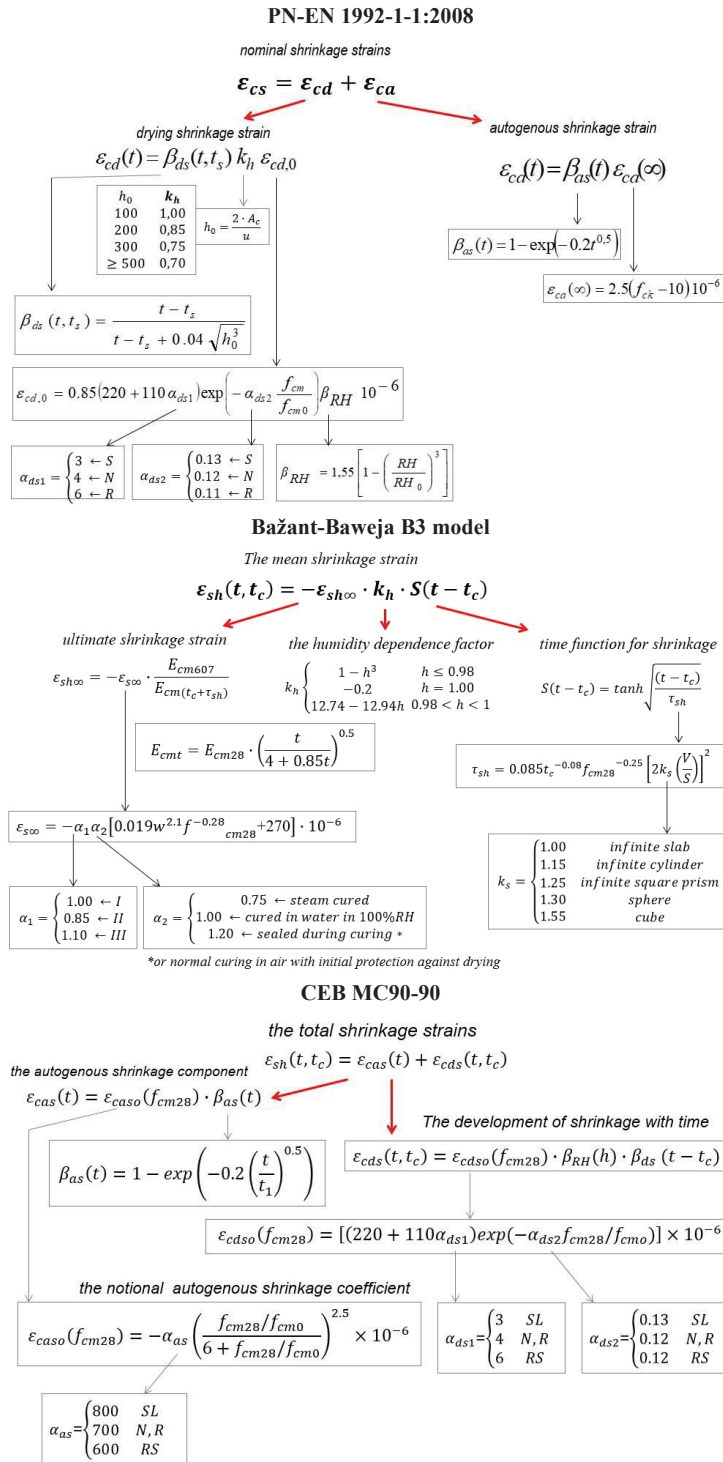 PN-EN 1992-1-1:2008
nominal shrinkage strains
ε_cs = ε_cd + ε_ca
drying shrinkage strain
autogenous shrinkage strain
ε_cd(t) = β_ds(t,t_s) k_h ε_cd,0
ε_ca(t) = β_as(t) ε_ca(∞)
h_0 k_h
100 1,00
200 0,85
300 0,75
≥ 500 0,70
h_0 = 2 · A_c / u
β_as(t) = 1 − exp(−0.2t^0,5)
ε_ca(∞) = 2.5(f_ck − 10)10^−6
β_ds (t,t_s) = (t − t_s) / (t − t_s + 0.04 √(h_0^3))
ε_cd,0 = 0.85(220 + 110 α_ds1) exp(− α_ds2 f_cm / f_cm0) β_RH 10^−6
α_ds1 = { 3 ← S
4 ← N
6 ← R
α_ds2 = { 0.13 ← S
0.12 ← N
0.11 ← R
β_RH = 1,55 [1 − (RH / RH_0)^3]
Bažant-Baweja B3 model
The mean shrinkage strain
ε_sh(t, t_c) = −ε_sh∞ · k_h · S(t − t_c)
ultimate shrinkage strain
the humidity dependence factor
time function for shrinkage
ε_sh∞ = −ε_s∞ · E_cm607 / E_cm(t_c+τ_sh)
k_h { 1 − h^3 h ≤ 0.98
−0.2 h = 1.00
12.74 − 12.94h 0.98 < h < 1
S(t − t_c) = tanh √((t − t_c) / τ_sh)
E_cmt = E_cm28 · (t / (4 + 0.85t))^0.5
τ_sh = 0.085t_c^−0.08 f_cm28^−0.25 [2k_s (V/S)]^2
ε_s∞ = −α_1α_2[0.019w^2.1 f^−0.28_cm28 +270] · 10^−6
k_s = { 1.00 infinite slab
1.15 infinite cylinder
1.25 infinite square prism
1.30 sphere
1.55 cube
α_1 = { 1.00 ← I
0.85 ← II
1.10 ← III
α_2 = { 0.75 ← steam cured
1.00 ← cured in water in 100%RH
1.20 ← sealed during curing *
*or normal curing in air with initial protection against drying
CEB MC90-90
the total shrinkage strains
ε_sh(t, t_c) = ε_cas(t) + ε_cds(t, t_c)
the autogenous shrinkage component
ε_cas(t) = ε_caso(f_cm28) · β_as(t)
The development of shrinkage with time
β_as(t) = 1 − exp(−0.2 (t / t_1)^0.5)
ε_cds(t, t_c) = ε_cdso(f_cm28) · β_RH(h) · β_ds (t − t_c)
ε_cdso(f_cm28) = [(220 + 110α_ds1)exp(−α_ds2 f_cm28/f_cmo)] × 10^−6
the notional autogenous shrinkage coefficient
ε_caso(f_cm28) = −α_as ((f_cm28/f_cm0) / (6 + f_cm28/f_cm0))^2.5 × 10^−6
α_ds1= { 3 SL
4 N, R
6 RS
α_ds2= { 0.13 SL
0.12 N, R
0.12 RS
α_as= { 800 SL
700 N, R
600 RS